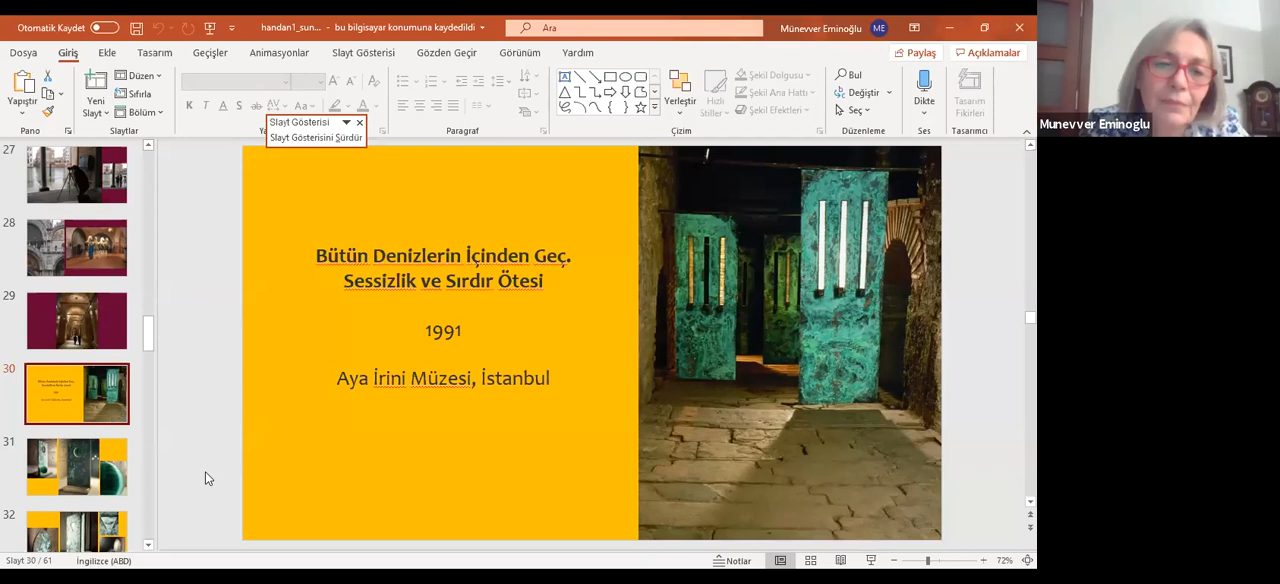 Otomatik Kaydet
handan1_sun... - bu bilgisayar konumuna kaydedildi
Ara
Münevver Eminoğlu
ME
Dosya
Giriş
Ekle
Tasarım
Geçişler
Animasyonlar
Slayt Gösterisi
Gözden Geçir
Görünüm
Yardım
Paylaş
Açıklamalar
Yapıştır
Yeni
Slayt
Düzen
Sıfırla
Bölüm
K T A S ab AV Aa A
Yerleştir
Hızlı
Stiller
Şekil Dolgusu
Şekil Ana Hattı
Şekil Efektleri
Bul
Değiştir
Seç
Dikte
Tasarım
Fikirleri
Pano
Slaytlar
Paragraf
Çizim
Düzenleme
Ses
Tasarımcı
Slayt Gösterisi
Slayt Gösterisini Sürdür
Munevver Eminoglu
27
28
29
30
31
32
Bütün Denizlerin İçinden Geç.
Sessizlik ve Sırdır Ötesi
1991
Aya İrini Müzesi, İstanbul
Slayt 30 / 61
İngilizce (ABD)
Notlar
72%